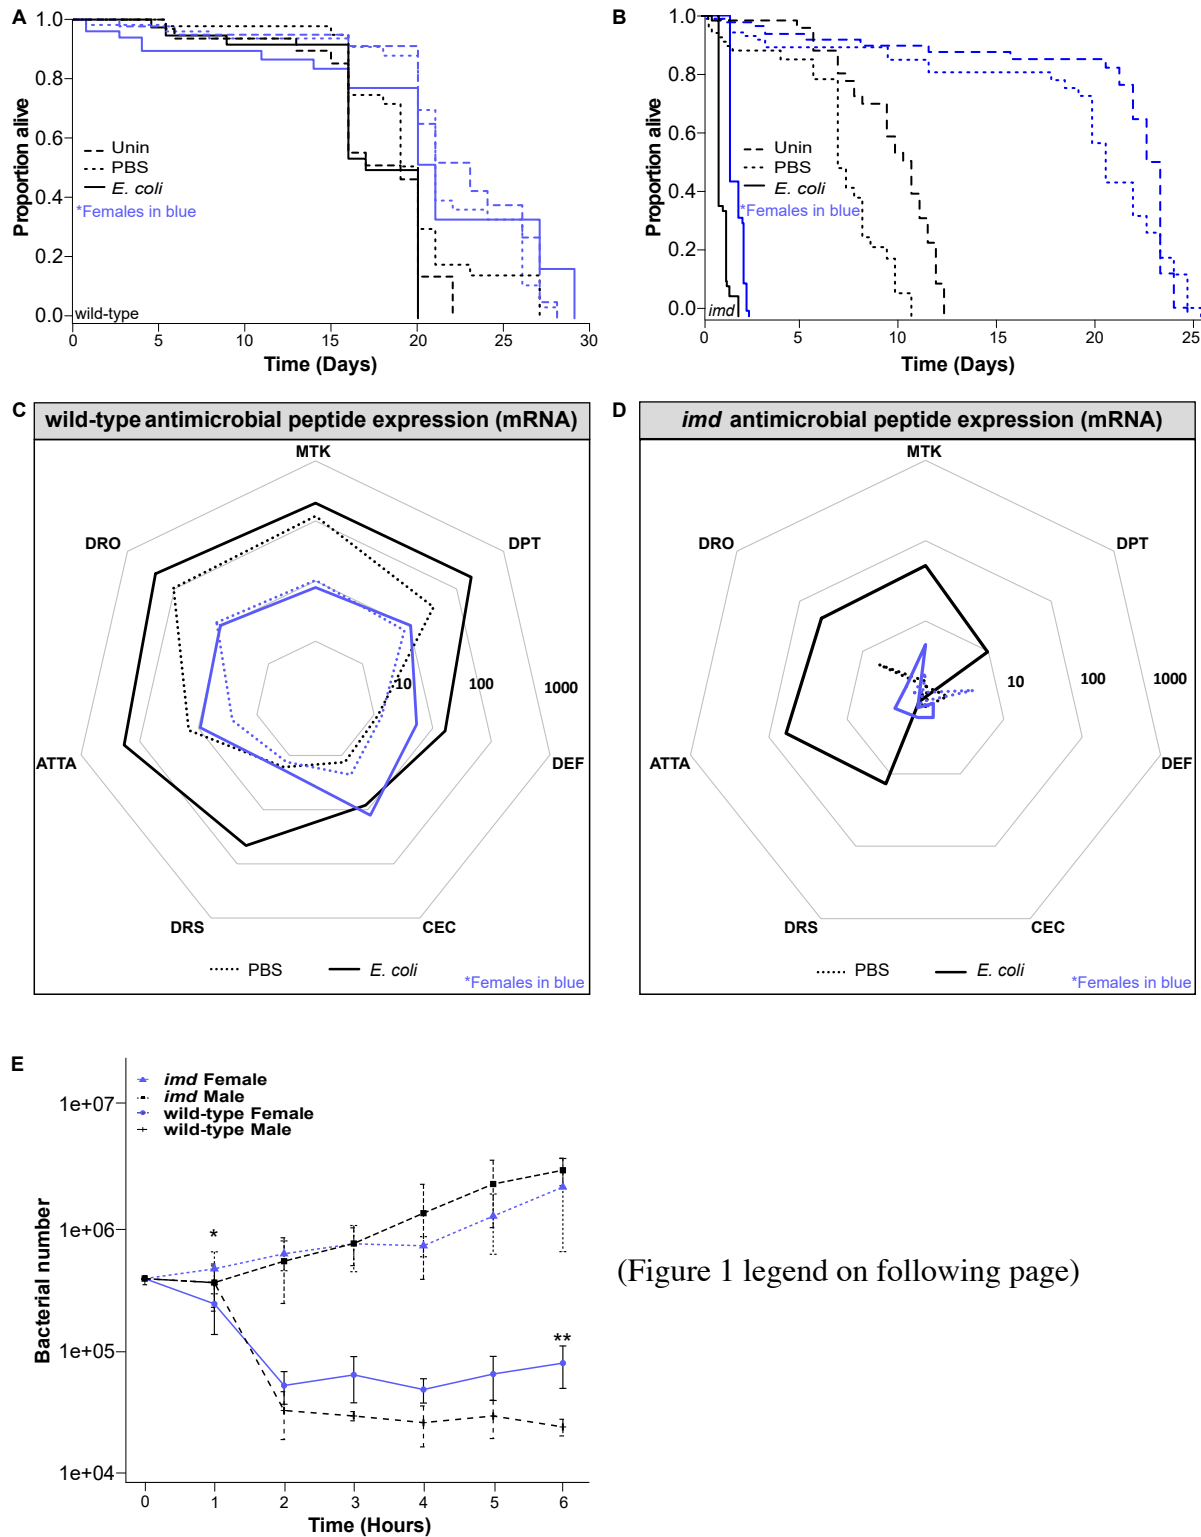 A
1.0
0.8
0.6
0.4
0.2
0.0
Proportion alive
Unin
PBS
E. coli
*Females in blue
wild-type
0 5 10 15 20 25 30
Time (Days)
B
1.0
0.8
0.6
0.4
0.2
0.0
Proportion alive
Unin
PBS
E. coli
*Females in blue
imd
0 5 10 15 20 25
Time (Days)
C
wild-type antimicrobial peptide expression (mRNA)
MTK
DRO
DPT
10
100
1000
ATTA
DEF
DRS
CEC
PBS
E. coli
*Females in blue
D
imd antimicrobial peptide expression (mRNA)
MTK
DRO
DPT
10
100
1000
ATTA
DEF
DRS
CEC
PBS
E. coli
*Females in blue
E
imd Female
imd Male
wild-type Female
wild-type Male
1e+07
1e+06
1e+05
1e+04
Bacterial number
*
**
0 1 2 3 4 5 6
Time (Hours)
(Figure 1 legend on following page)